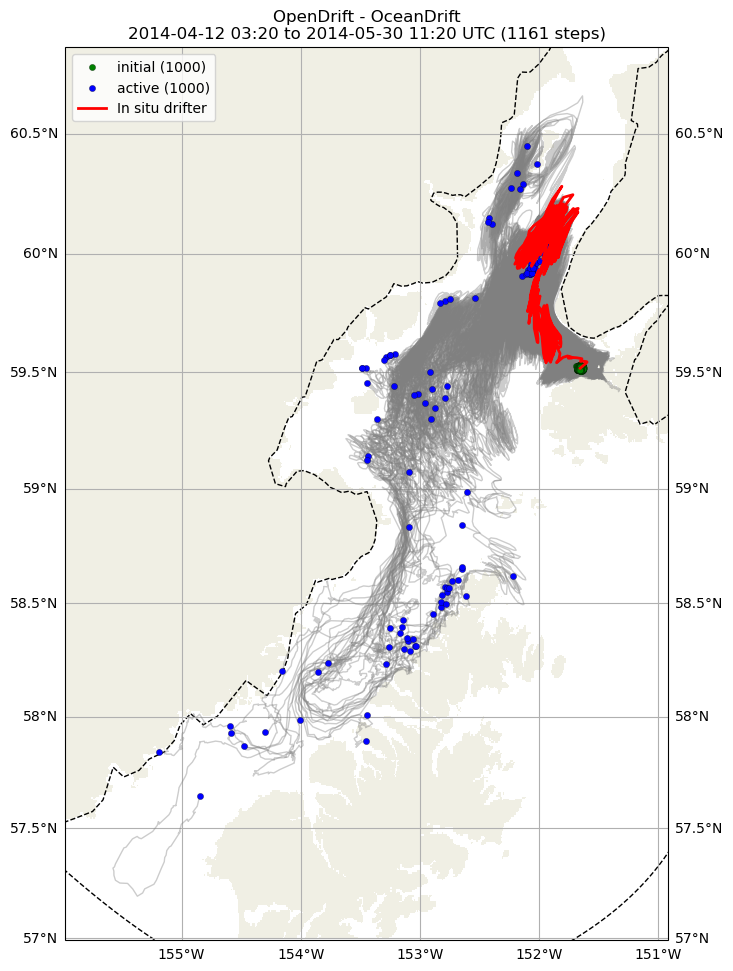 OpenDrift - OceanDrift
2014-04-12 03:20 to 2014-05-30 11:20 UTC (1161 steps)
initial (1000)
active (1000)
In situ drifter
60.5°N
60.5°N
60°N
60°N
59.5°N
59.5°N
59°N
59°N
58.5°N
58.5°N
58°N
58°N
57.5°N
57.5°N
57°N
57°N
155°W
154°W
153°W
152°W
151°W